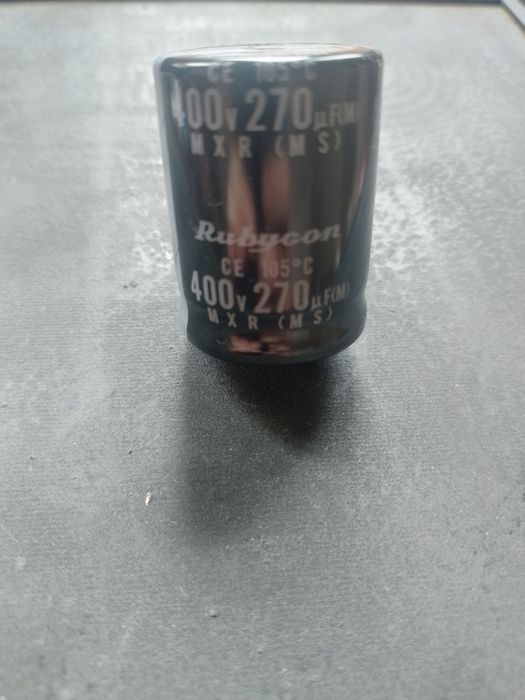 CE 105°C
400v 270µF(M)
MXR (MS)
Rubycon
CE 105°C
400v 270µF(M)
MXR (MS)